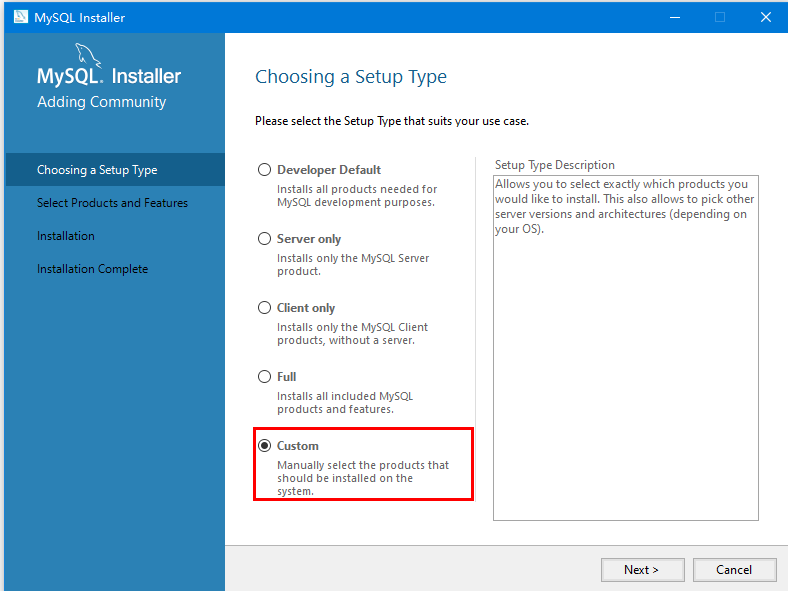 MySQL Installer
MySQL. Installer
Adding Community
Choosing a Setup Type
Select Products and Features
Installation
Installation Complete
Choosing a Setup Type
Please select the Setup Type that suits your use case.
Developer Default
Installs all products needed for
MySQL development purposes.
Server only
Installs only the MySQL Server
product.
Client only
Installs only the MySQL Client
products, without a server.
Full
Installs all included MySQL
products and features.
Custom
Manually select the products that
should be installed on the
system.
Setup Type Description
Allows you to select exactly which products you
would like to install. This also allows to pick other
server versions and architectures (depending on
your OS).
Next >
Cancel